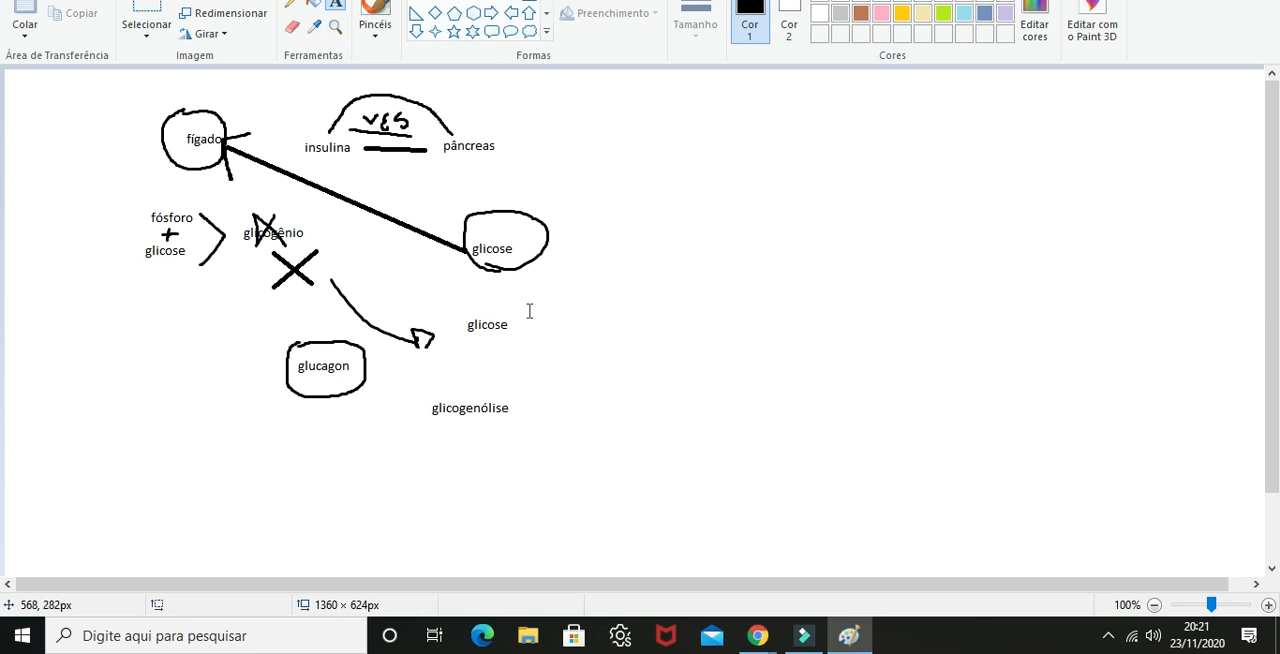 Colar
Copiar
Área de Transferência
Selecionar
Redimensionar
Girar
Imagem
Ferramentas
Pincéis
Formas
Preenchimento
Tamanho
Cor
1
Cor
2
Cores
Editar
cores
Editar com
o Paint 3D
fígado
insulina
pâncreas
fósforo
+
glicose
glicogênio
glicose
glicose
glucagon
glicogenólise
568, 282px
1360 × 624px
100%
Digite aqui para pesquisar
20:21
23/11/2020